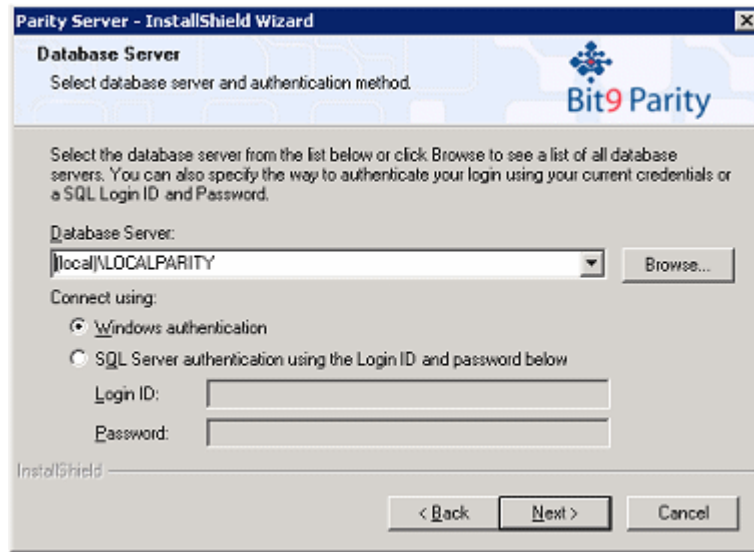 Parity Server - InstallShield Wizard
Database Server
Select database server and authentication method.
Bit9 Parity
Select the database server from the list below or click Browse to see a list of all database
servers. You can also specify the way to authenticate your login using your current credentials or
a SQL Login ID and Password.
Database Server:
(local)\LOCALPARITY
Browse...
Connect using:
Windows authentication
SQL Server authentication using the Login ID and password below
Login ID:
Password:
InstallShield
< Back
Next >
Cancel